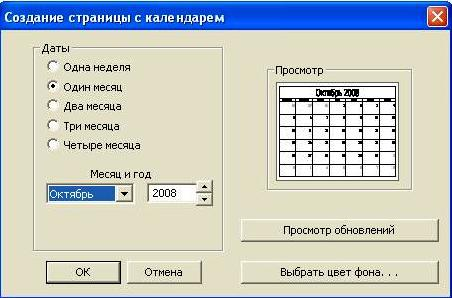 Создание страницы с календарем
Даты
Одна неделя
Один месяц
Два месяца
Три месяца
Четыре месяца
Месяц и год
Октябрь 2008
Просмотр
Октябрь 2008
Просмотр обновлений
OK Отмена
Выбрать цвет фона. . .